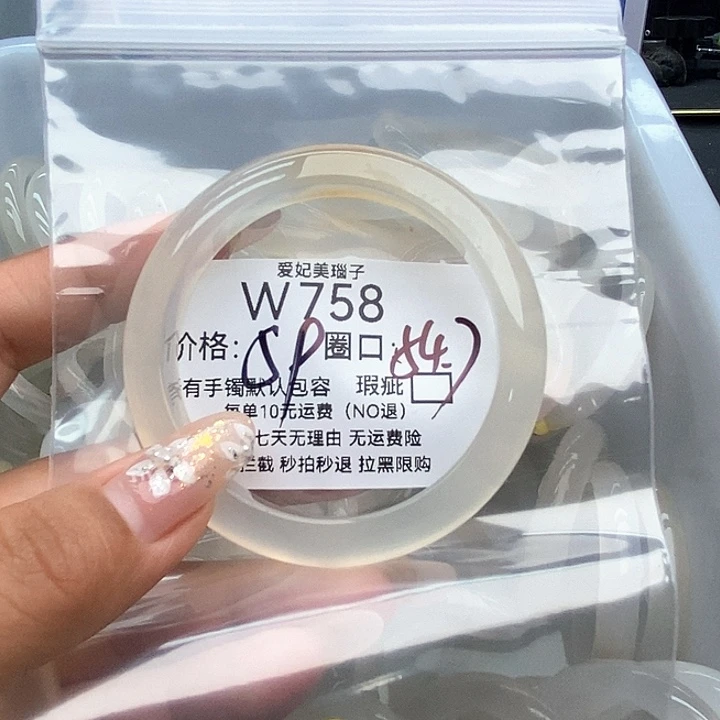 爱妃美瑙子
W758
价格: 圈口:
有手镯默认包容 瑕疵
每单10元运费（NO退）
七天无理由 无运费险
拦截 秒拍秒退 拉黑限购